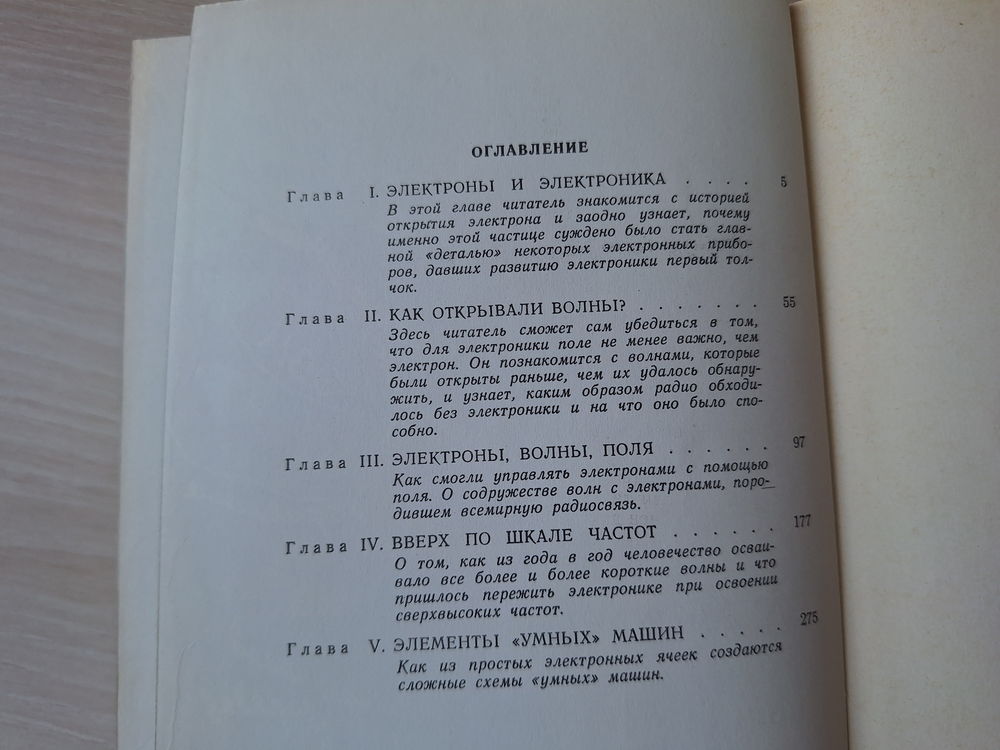 ОГЛАВЛЕНИЕ
Глава I. ЭЛЕКТРОНЫ И ЭЛЕКТРОНИКА . . . . 5
В этой главе читатель знакомится с историей
открытия электрона и заодно узнает, почему
именно этой частице суждено было стать глав-
ной «деталью» некоторых электронных прибо-
ров, давших развитию электроники первый тол-
чок.
Глава II. КАК ОТКРЫВАЛИ ВОЛНЫ? . . . . . . . 55
Здесь читатель сможет сам убедиться в том,
что для электроники поле не менее важно, чем
электрон. Он познакомится с волнами, которые
были открыты раньше, чем их удалось обнару-
жить, и узнает, каким образом радио обходи-
лось без электроники и на что оно было спо-
собно.
Глава III. ЭЛЕКТРОНЫ, ВОЛНЫ, ПОЛЯ . . . . . . 97
Как смогли управлять электронами с помощью
поля. О содружестве волн с электронами, поро-
дившем всемирную радиосвязь.
Глава IV. ВВЕРХ ПО ШКАЛЕ ЧАСТОТ . . . . . . 177
О том, как из года в год человечество осваи-
вало все более и более короткие волны и что
пришлось пережить электронике при освоении
сверхвысоких частот.
Глава V. ЭЛЕМЕНТЫ «УМНЫХ» МАШИН . . . . . 275
Как из простых электронных ячеек создаются
сложные схемы «умных» машин.